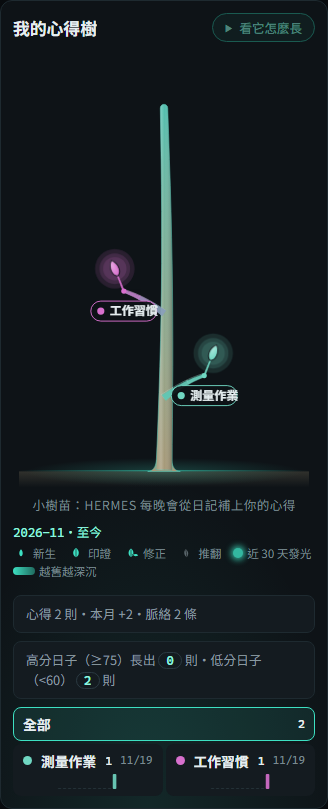 我的心得樹
▶ 看它怎麼長
工作習慣
測量作業
小樹苗：HERMES 每晚會從日記補上你的心得
2026-11・至今
新生 印證 修正 推翻 近 30 天發光
越舊越深沉
心得 2 則・本月 +2・脈絡 2 條
高分日子（≥75）長出 0 則・低分日子
（<60） 2 則
全部 2
測量作業 1 11/19
工作習慣 1 11/19